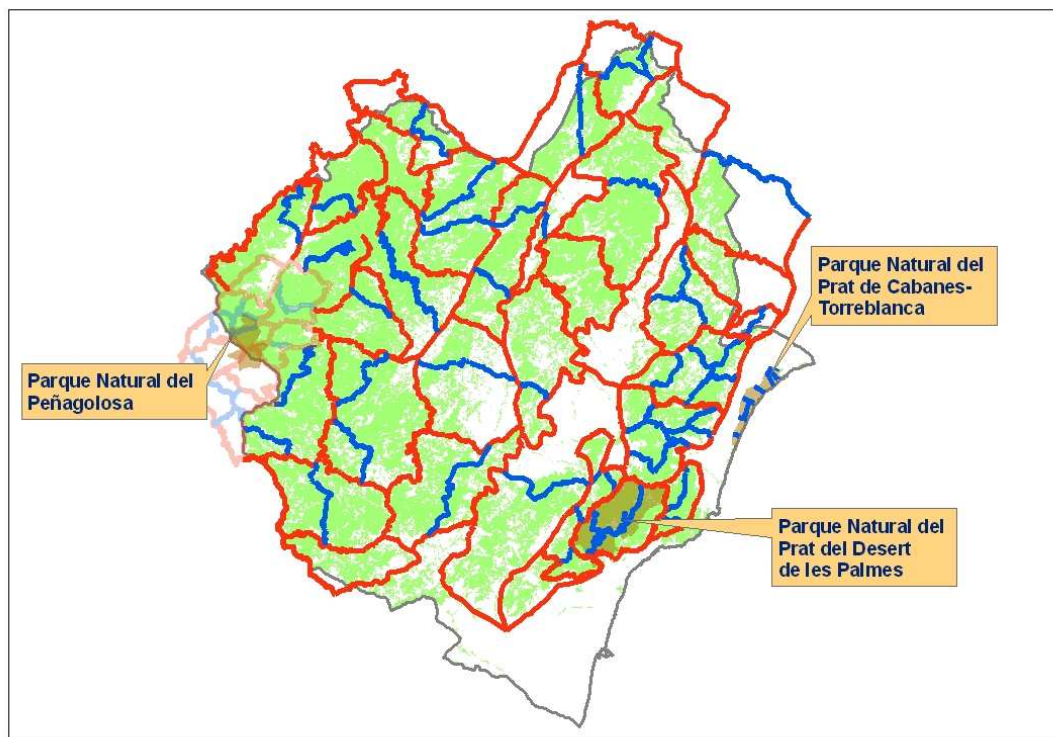 Parque Natural del
Prat de Cabanes-
Torreblanca
Parque Natural del
Peñagolosa
Parque Natural del
Prat del Desert
de les Palmes